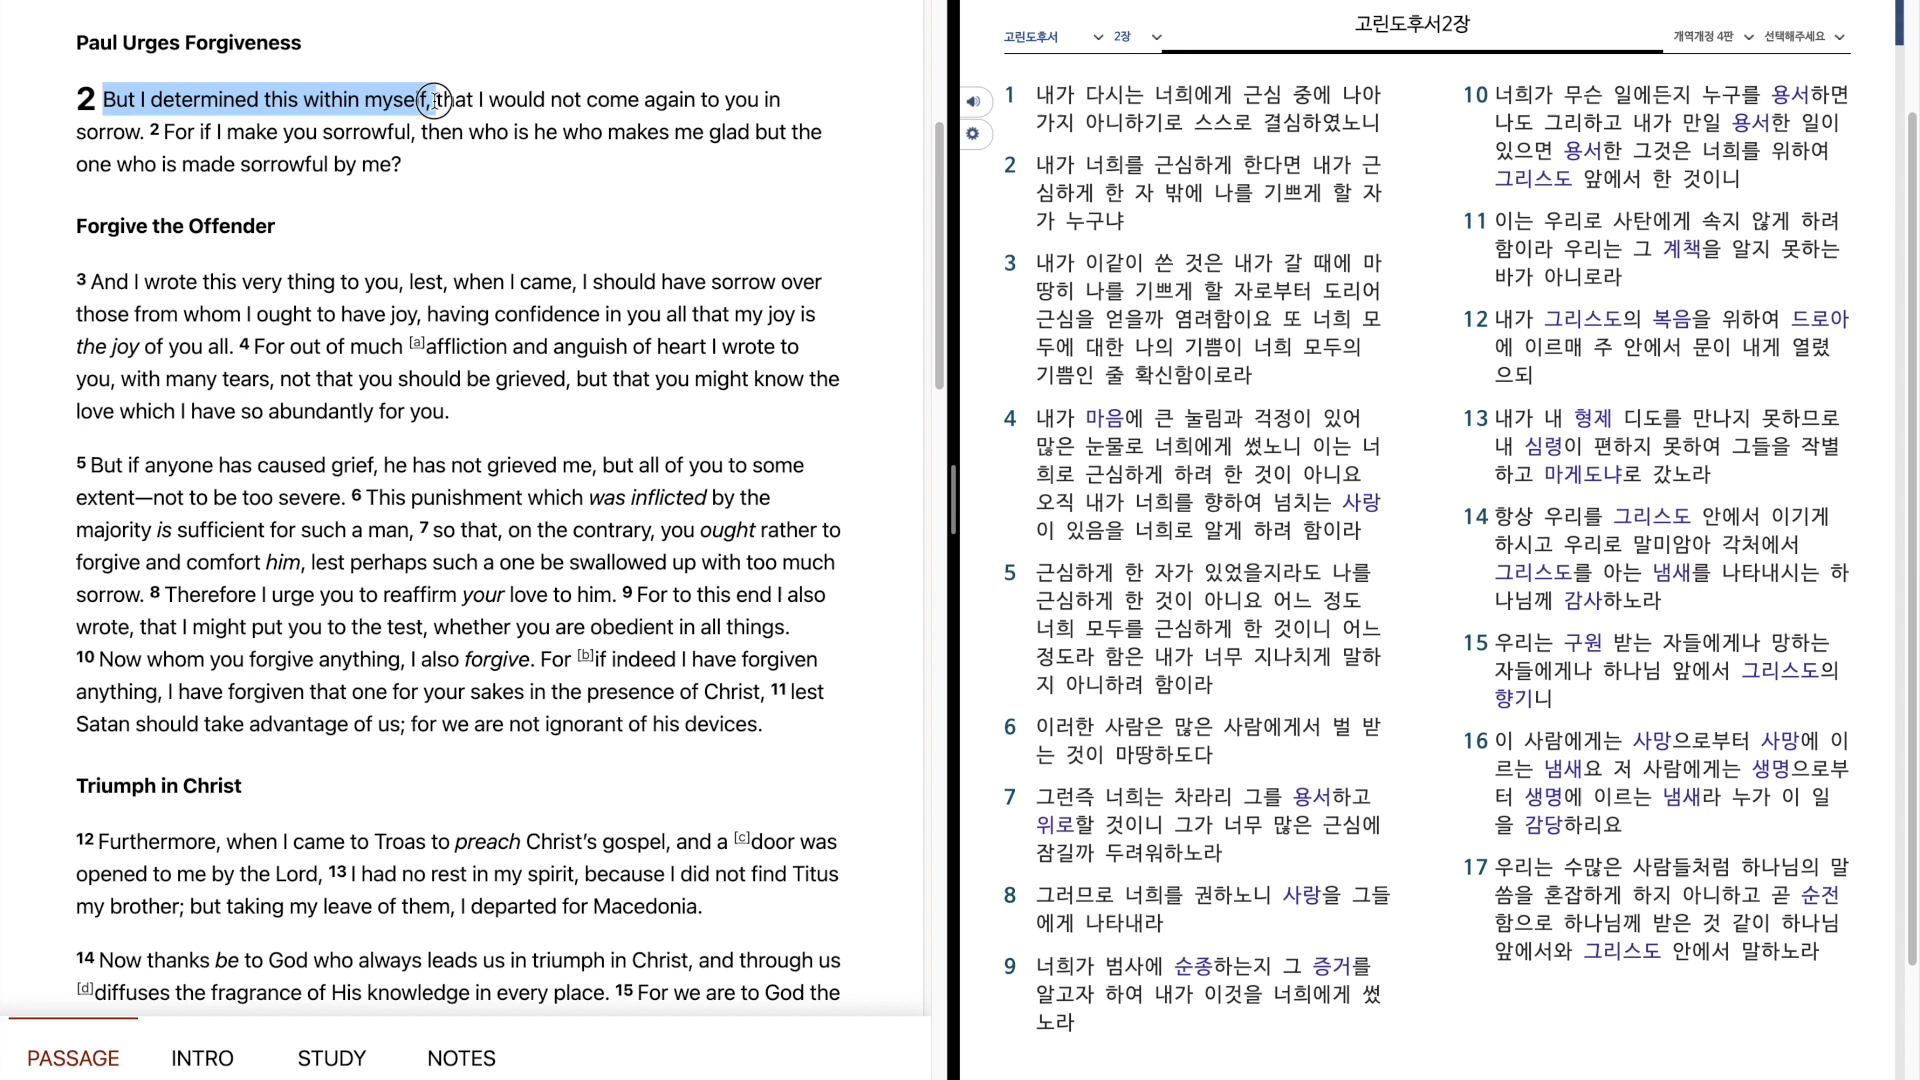 Paul Urges Forgiveness
2 But I determined this within myself, that I would not come again to you in
sorrow. 2 For if I make you sorrowful, then who is he who makes me glad but the
one who is made sorrowful by me?
Forgive the Offender
3 And I wrote this very thing to you, lest, when I came, I should have sorrow over
those from whom I ought to have joy, having confidence in you all that my joy is
the joy of you all. 4 For out of much [a]affliction and anguish of heart I wrote to
you, with many tears, not that you should be grieved, but that you might know the
love which I have so abundantly for you.
5 But if anyone has caused grief, he has not grieved me, but all of you to some
extent—not to be too severe. 6 This punishment which was inflicted by the
majority is sufficient for such a man, 7 so that, on the contrary, you ought rather to
forgive and comfort him, lest perhaps such a one be swallowed up with too much
sorrow. 8 Therefore I urge you to reaffirm your love to him. 9 For to this end I also
wrote, that I might put you to the test, whether you are obedient in all things.
10 Now whom you forgive anything, I also forgive. For [b]if indeed I have forgiven
anything, I have forgiven that one for your sakes in the presence of Christ, 11 lest
Satan should take advantage of us; for we are not ignorant of his devices.
Triumph in Christ
12 Furthermore, when I came to Troas to preach Christ's gospel, and a [c]door was
opened to me by the Lord, 13 I had no rest in my spirit, because I did not find Titus
my brother; but taking my leave of them, I departed for Macedonia.
14 Now thanks be to God who always leads us in triumph in Christ, and through us
[d]diffuses the fragrance of His knowledge in every place. 15 For we are to God the
PASSAGE INTRO STUDY NOTES
고린도후서2장
고린도후서 2장 개역개정 4판 선택해주세요
1 내가 다시는 너희에게 근심 중에 나아
가지 아니하기로 스스로 결심하였노니
2 내가 너희를 근심하게 한다면 내가 근
심하게 한 자 밖에 나를 기쁘게 할 자
가 누구냐
3 내가 이같이 쓴 것은 내가 갈 때에 마
땅히 나를 기쁘게 할 자로부터 도리어
근심을 얻을까 염려함이요 또 너희 모
두에 대한 나의 기쁨이 너희 모두의
기쁨인 줄 확신함이로라
4 내가 마음에 큰 눌림과 걱정이 있어
많은 눈물로 너희에게 썼노니 이는 너
희로 근심하게 하려 한 것이 아니요
오직 내가 너희를 향하여 넘치는 사랑
이 있음을 너희로 알게 하려 함이라
5 근심하게 한 자가 있었을지라도 나를
근심하게 한 것이 아니요 어느 정도
너희 모두를 근심하게 한 것이니 어느
정도라 함은 내가 너무 지나치게 말하
지 아니하려 함이라
6 이러한 사람은 많은 사람에게서 벌 받
는 것이 마땅하도다
7 그런즉 너희는 차라리 그를 용서하고
위로할 것이니 그가 너무 많은 근심에
잠길까 두려워하노라
8 그러므로 너희를 권하노니 사랑을 그들
에게 나타내라
9 너희가 범사에 순종하는지 그 증거를
알고자 하여 내가 이것을 너희에게 썼
노라
10 너희가 무슨 일에든지 누구를 용서하면
나도 그리하고 내가 만일 용서한 일이
있으면 용서한 그것은 너희를 위하여
그리스도 앞에서 한 것이니
11 이는 우리로 사탄에게 속지 않게 하려
함이라 우리는 그 계책을 알지 못하는
바가 아니로라
12 내가 그리스도의 복음을 위하여 드로아
에 이르매 주 안에서 문이 내게 열렸
으되
13 내가 내 형제 디도를 만나지 못하므로
내 심령이 편하지 못하여 그들을 작별
하고 마게도냐로 갔노라
14 항상 우리를 그리스도 안에서 이기게
하시고 우리로 말미암아 각처에서
그리스도를 아는 냄새를 나타내시는 하
나님께 감사하노라
15 우리는 구원 받는 자들에게나 망하는
자들에게나 하나님 앞에서 그리스도의
향기니
16 이 사람에게는 사망으로부터 사망에 이
르는 냄새요 저 사람에게는 생명으로부
터 생명에 이르는 냄새라 누가 이 일
을 감당하리요
17 우리는 수많은 사람들처럼 하나님의 말
씀을 혼잡하게 하지 아니하고 곧 순전
함으로 하나님께 받은 것 같이 하나님
앞에서와 그리스도 안에서 말하노라